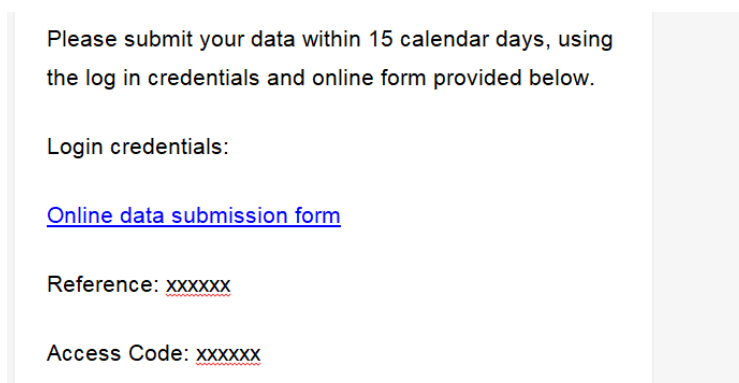 Please submit your data within 15 calendar days, using
the log in credentials and online form provided below.
Login credentials:
Online data submission form
Reference: xxxxxx
Access Code: xxxxxx